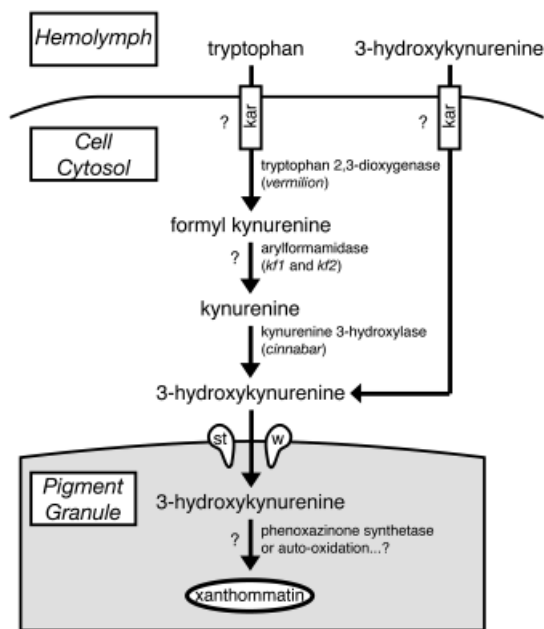 Hemolymph
tryptophan
3-hydroxykynurenine
?
kar
?
kar
Cell
Cytosol
tryptophan 2,3-dioxygenase
(vermilion)
formyl kynurenine
?
arylformamidase
(kf1 and kf2)
kynurenine
kynurenine 3-hydroxylase
(cinnabar)
3-hydroxykynurenine
st
w
Pigment
Granule
3-hydroxykynurenine
?
phenoxazinone synthetase
or auto-oxidation...?
xanthommatin